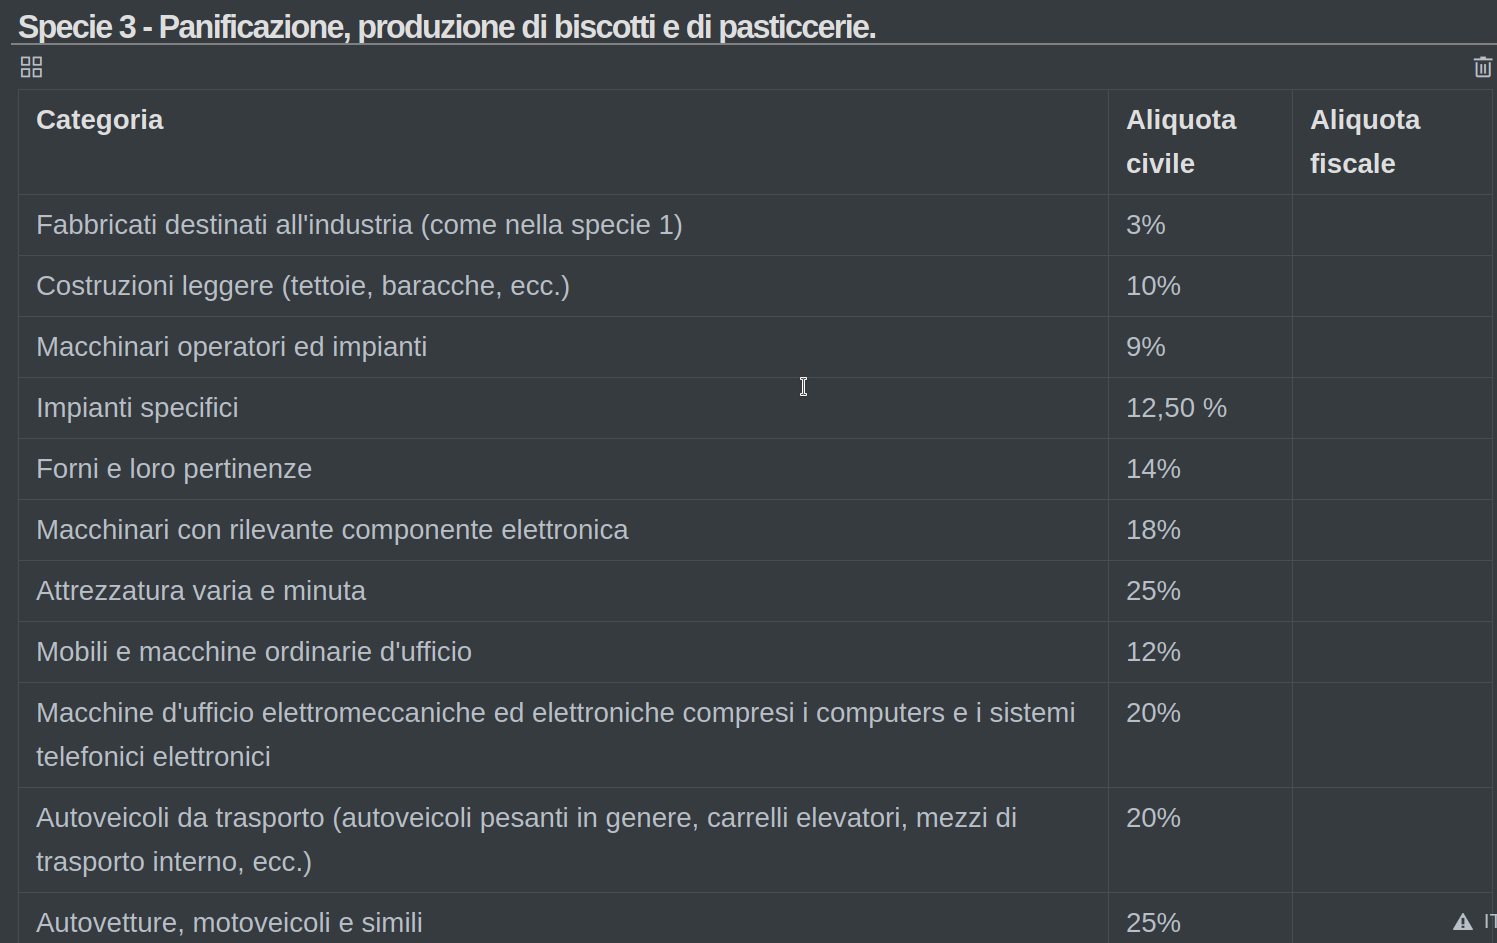 Specie 3 - Panificazione, produzione di biscotti e di pasticcerie.
Categoria
Aliquota civile
Aliquota fiscale
Fabbricati destinati all'industria (come nella specie 1)
3%
Costruzioni leggere (tettoie, baracche, ecc.)
10%
Macchinari operatori ed impianti
9%
Impianti specifici
12,50 %
Forni e loro pertinenze
14%
Macchinari con rilevante componente elettronica
18%
Attrezzatura varia e minuta
25%
Mobili e macchine ordinarie d'ufficio
12%
Macchine d'ufficio elettromeccaniche ed elettroniche compresi i computers e i sistemi
telefonici elettronici
20%
Autoveicoli da trasporto (autoveicoli pesanti in genere, carrelli elevatori, mezzi di
trasporto interno, ecc.)
20%
Autovetture, motoveicoli e simili
25%